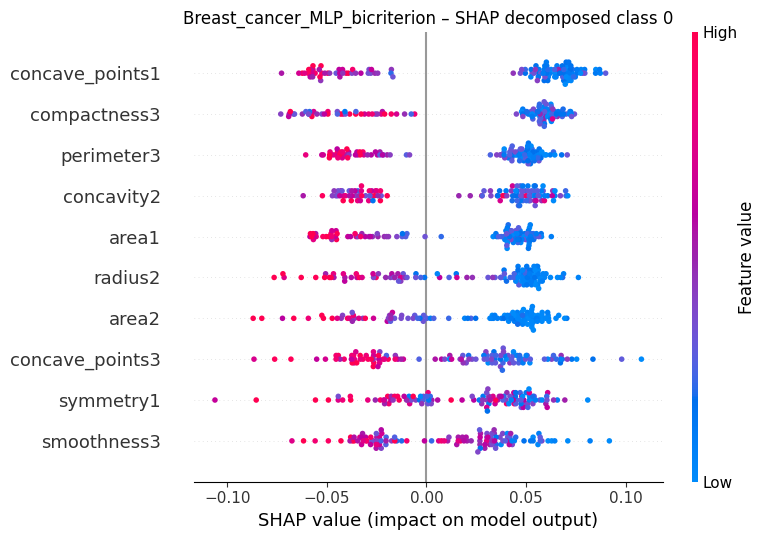 Breast_cancer_MLP_bicriterion – SHAP decomposed class 0
High
concave_points1
compactness3
perimeter3
concavity2
area1
radius2
area2
concave_points3
symmetry1
smoothness3
Feature value
Low
−0.10 −0.05 0.00 0.05 0.10
SHAP value (impact on model output)